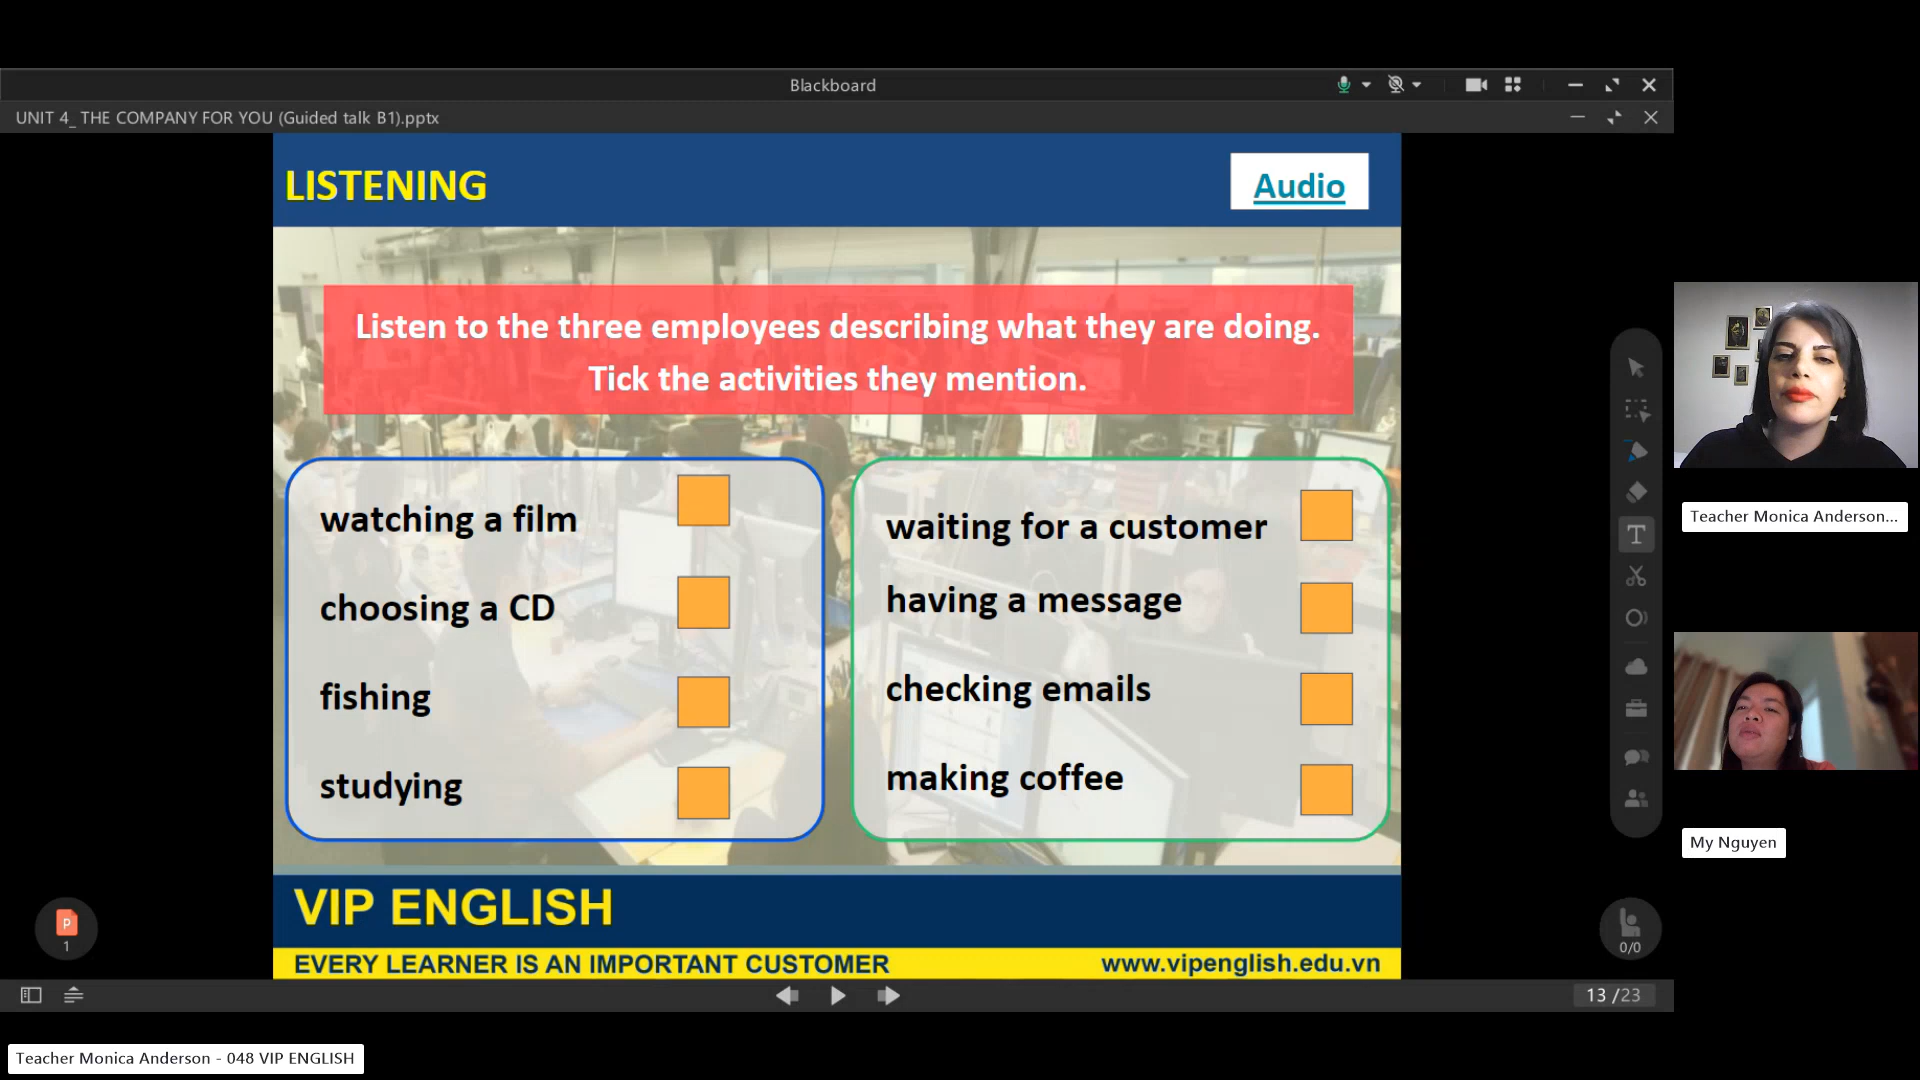 Blackboard
UNIT 4_ THE COMPANY FOR YOU (Guided talk B1).pptx
LISTENING
Audio
Listen to the three employees describing what they are doing.
Tick the activities they mention.
watching a film
choosing a CD
fishing
studying
waiting for a customer
having a message
checking emails
making coffee
VIP ENGLISH
EVERY LEARNER IS AN IMPORTANT CUSTOMER
www.vipenglish.edu.vn
P
1
T
0/0
13 /23
Teacher Monica Anderson...
My Nguyen
Teacher Monica Anderson - 048 VIP ENGLISH